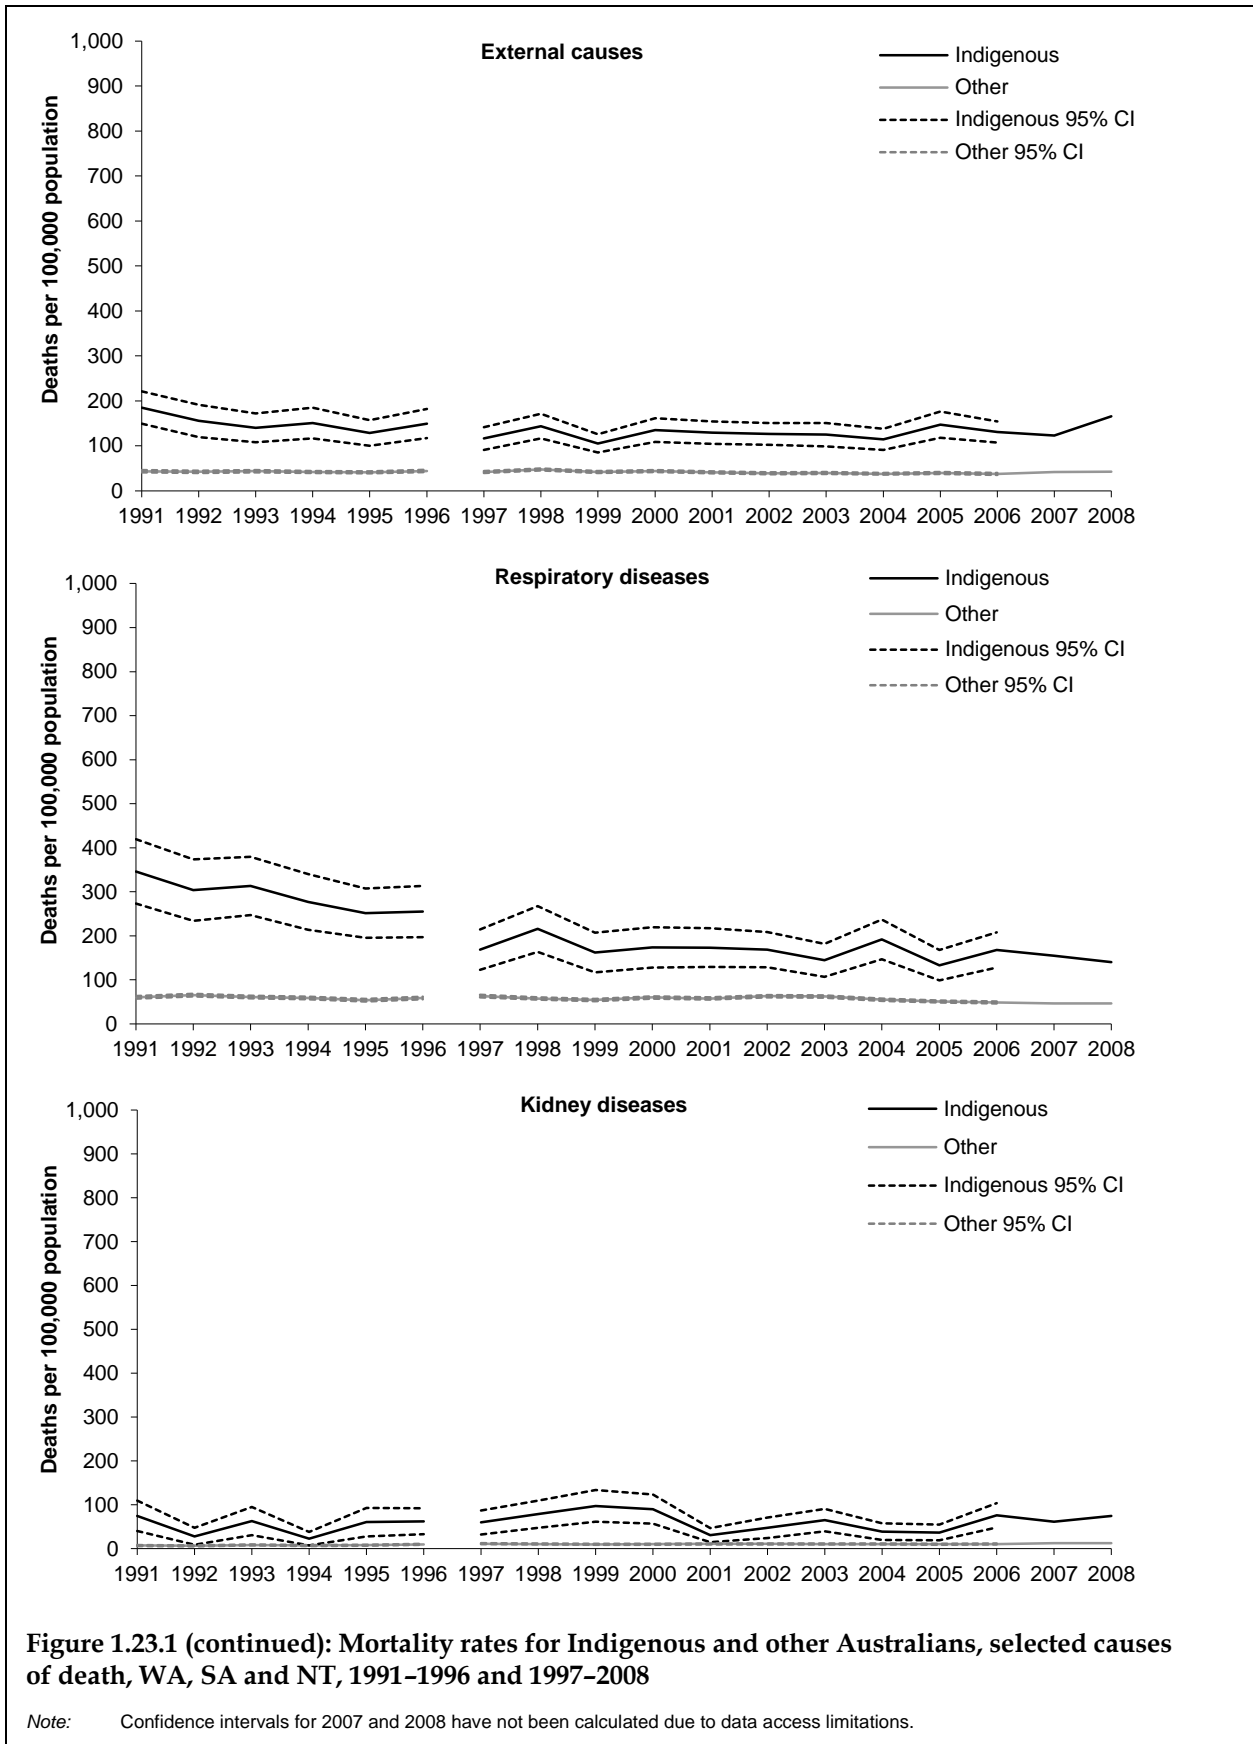 External causes
Indigenous
Other
Indigenous 95% CI
Other 95% CI
Deaths per 100,000 population
1,000
900
800
700
600
500
400
300
200
100
0
1991 1992 1993 1994 1995 1996 1997 1998 1999 2000 2001 2002 2003 2004 2005 2006 2007 2008
Respiratory diseases
Indigenous
Other
Indigenous 95% CI
Other 95% CI
Deaths per 100,000 population
1,000
900
800
700
600
500
400
300
200
100
0
1991 1992 1993 1994 1995 1996 1997 1998 1999 2000 2001 2002 2003 2004 2005 2006 2007 2008
Kidney diseases
Indigenous
Other
Indigenous 95% CI
Other 95% CI
Deaths per 100,000 population
1,000
900
800
700
600
500
400
300
200
100
0
1991 1992 1993 1994 1995 1996 1997 1998 1999 2000 2001 2002 2003 2004 2005 2006 2007 2008
Figure 1.23.1 (continued): Mortality rates for Indigenous and other Australians, selected causes
of death, WA, SA and NT, 1991–1996 and 1997–2008
Note: Confidence intervals for 2007 and 2008 have not been calculated due to data access limitations.